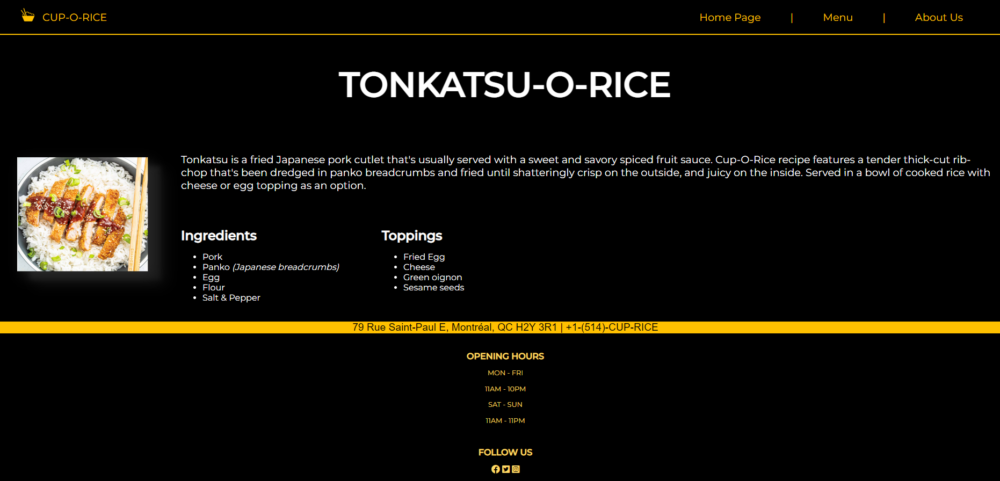 CUP-O-RICE
Home Page | Menu | About Us
TONKATSU-O-RICE
Tonkatsu is a fried Japanese pork cutlet that's usually served with a sweet and savory spiced fruit sauce. Cup-O-Rice recipe features a tender thick-cut rib-
chop that's been dredged in panko breadcrumbs and fried until shatteringly crisp on the outside, and juicy on the inside. Served in a bowl of cooked rice with
cheese or egg topping as an option.
Ingredients
• Pork
• Panko (Japanese breadcrumbs)
• Egg
• Flour
• Salt & Pepper
Toppings
• Fried Egg
• Cheese
• Green oignon
• Sesame seeds
79 Rue Saint-Paul E, Montréal, QC H2Y 3R1 | +1-(514)-CUP-RICE
OPENING HOURS
MON - FRI
11AM - 10PM
SAT - SUN
11AM - 11PM
FOLLOW US